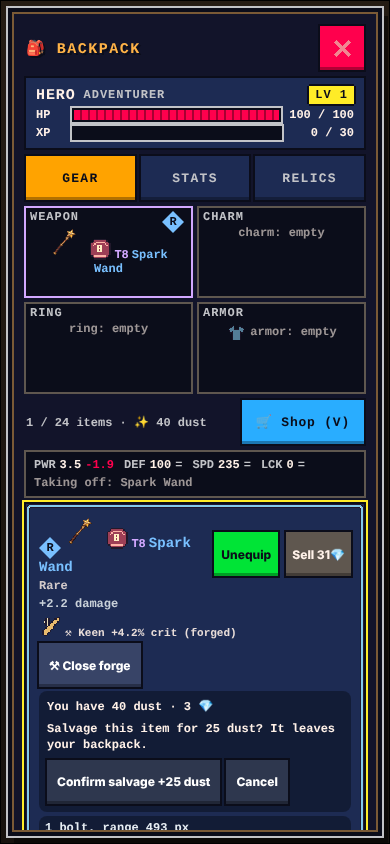 BACKPACK
HERO ADVENTURER LV 1
HP 100 / 100
XP 0 / 30
GEAR STATS RELICS
WEAPON R
T8 Spark
Wand
CHARM
charm: empty
RING
ring: empty
ARMOR
armor: empty
1 / 24 items · ✨ 40 dust
🛒 Shop (V)
PWR 3.5 -1.9 DEF 100 = SPD 235 = LCK 0 =
Taking off: Spark Wand
R T8 Spark
Wand
Unequip Sell 31💎
Rare
+2.2 damage
⚒ Keen +4.2% crit (forged)
⚒ Close forge
You have 40 dust · 3 💎
Salvage this item for 25 dust? It leaves
your backpack.
Confirm salvage +25 dust Cancel
1 bolt, range 493 px